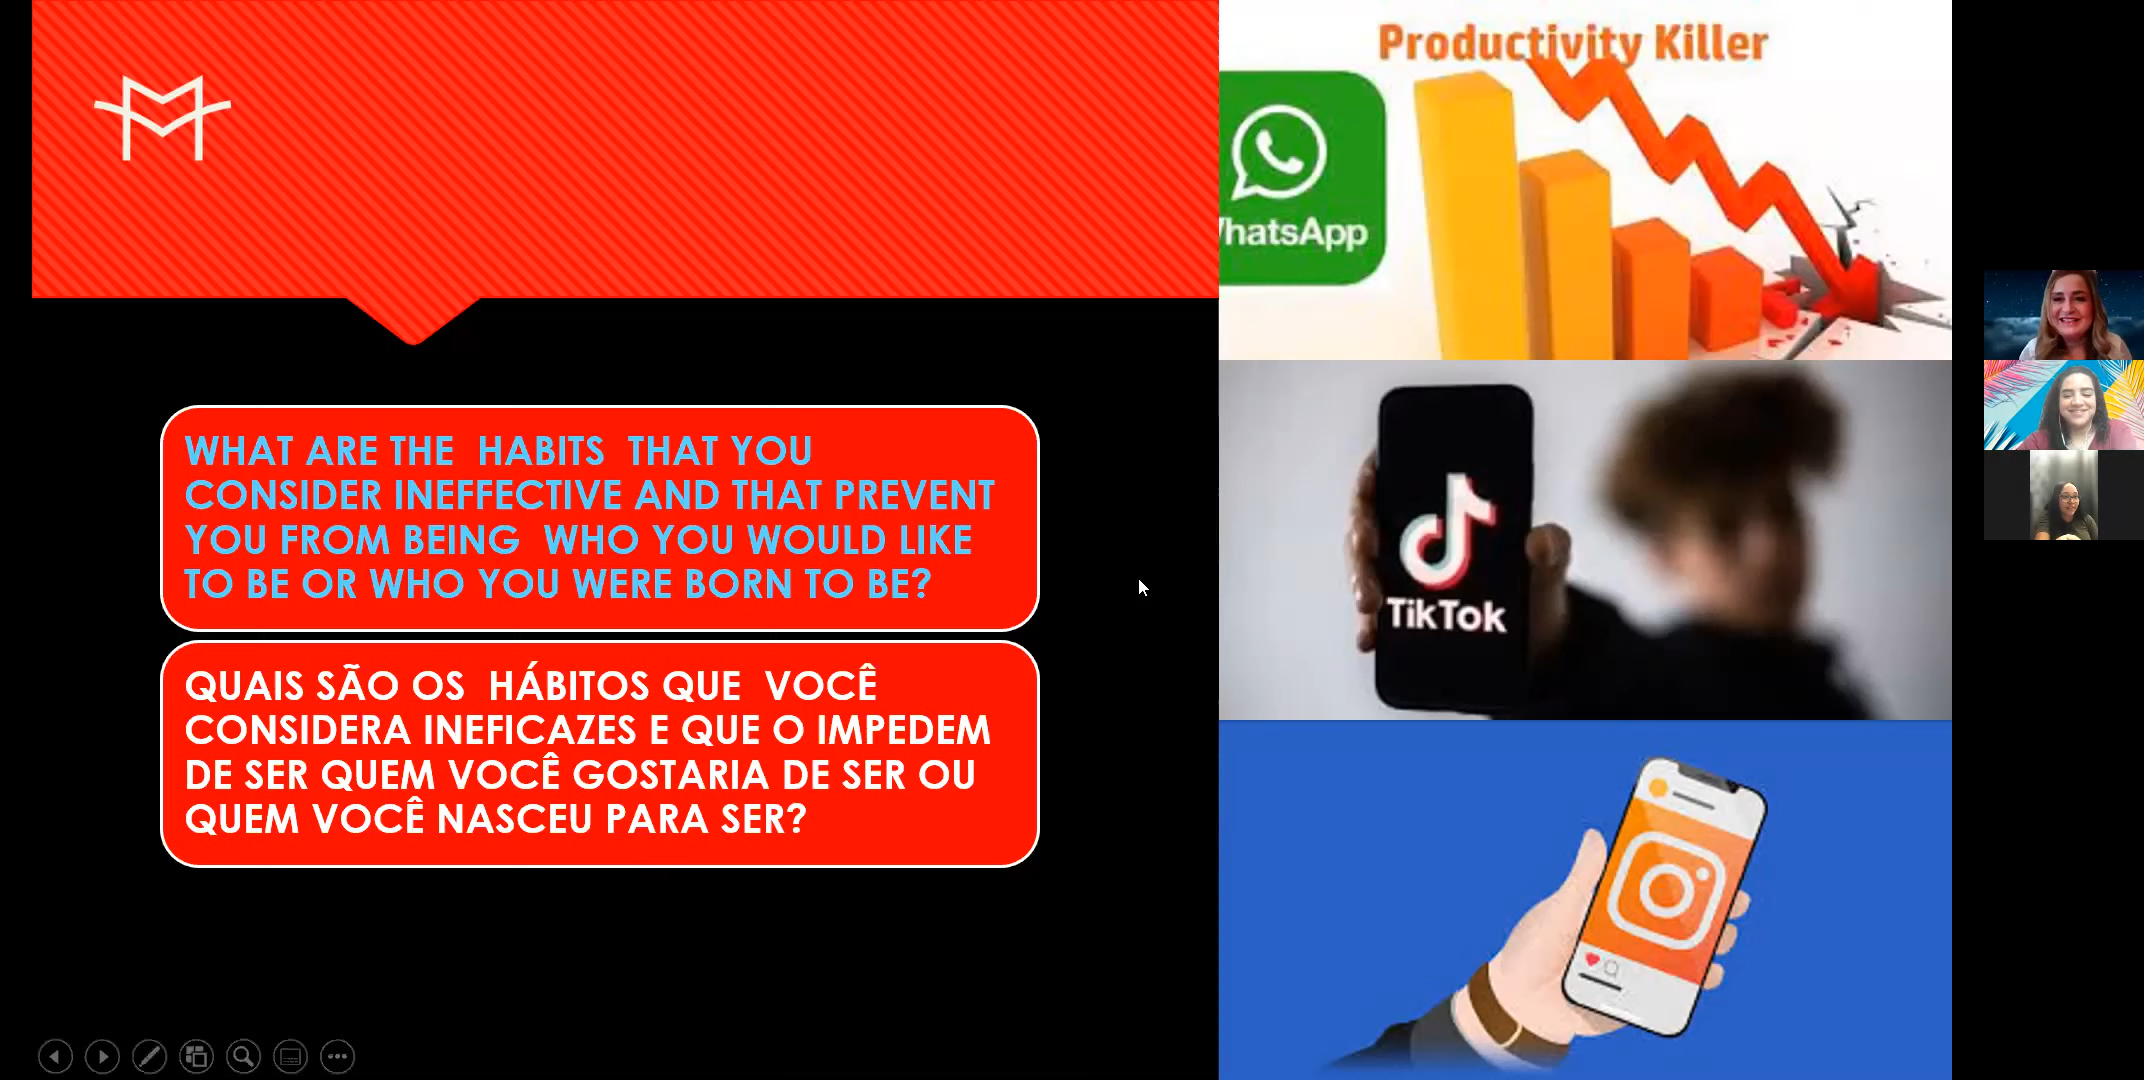 WHAT ARE THE HABITS THAT YOU
CONSIDER INEFFECTIVE AND THAT PREVENT
YOU FROM BEING WHO YOU WOULD LIKE
TO BE OR WHO YOU WERE BORN TO BE?
QUAIS SÃO OS HÁBITOS QUE VOCÊ
CONSIDERA INEFICAZES E QUE O IMPEDEM
DE SER QUEM VOCÊ GOSTARIA DE SER OU
QUEM VOCÊ NASCEU PARA SER?
Productivity Killer
WhatsApp
TikTok